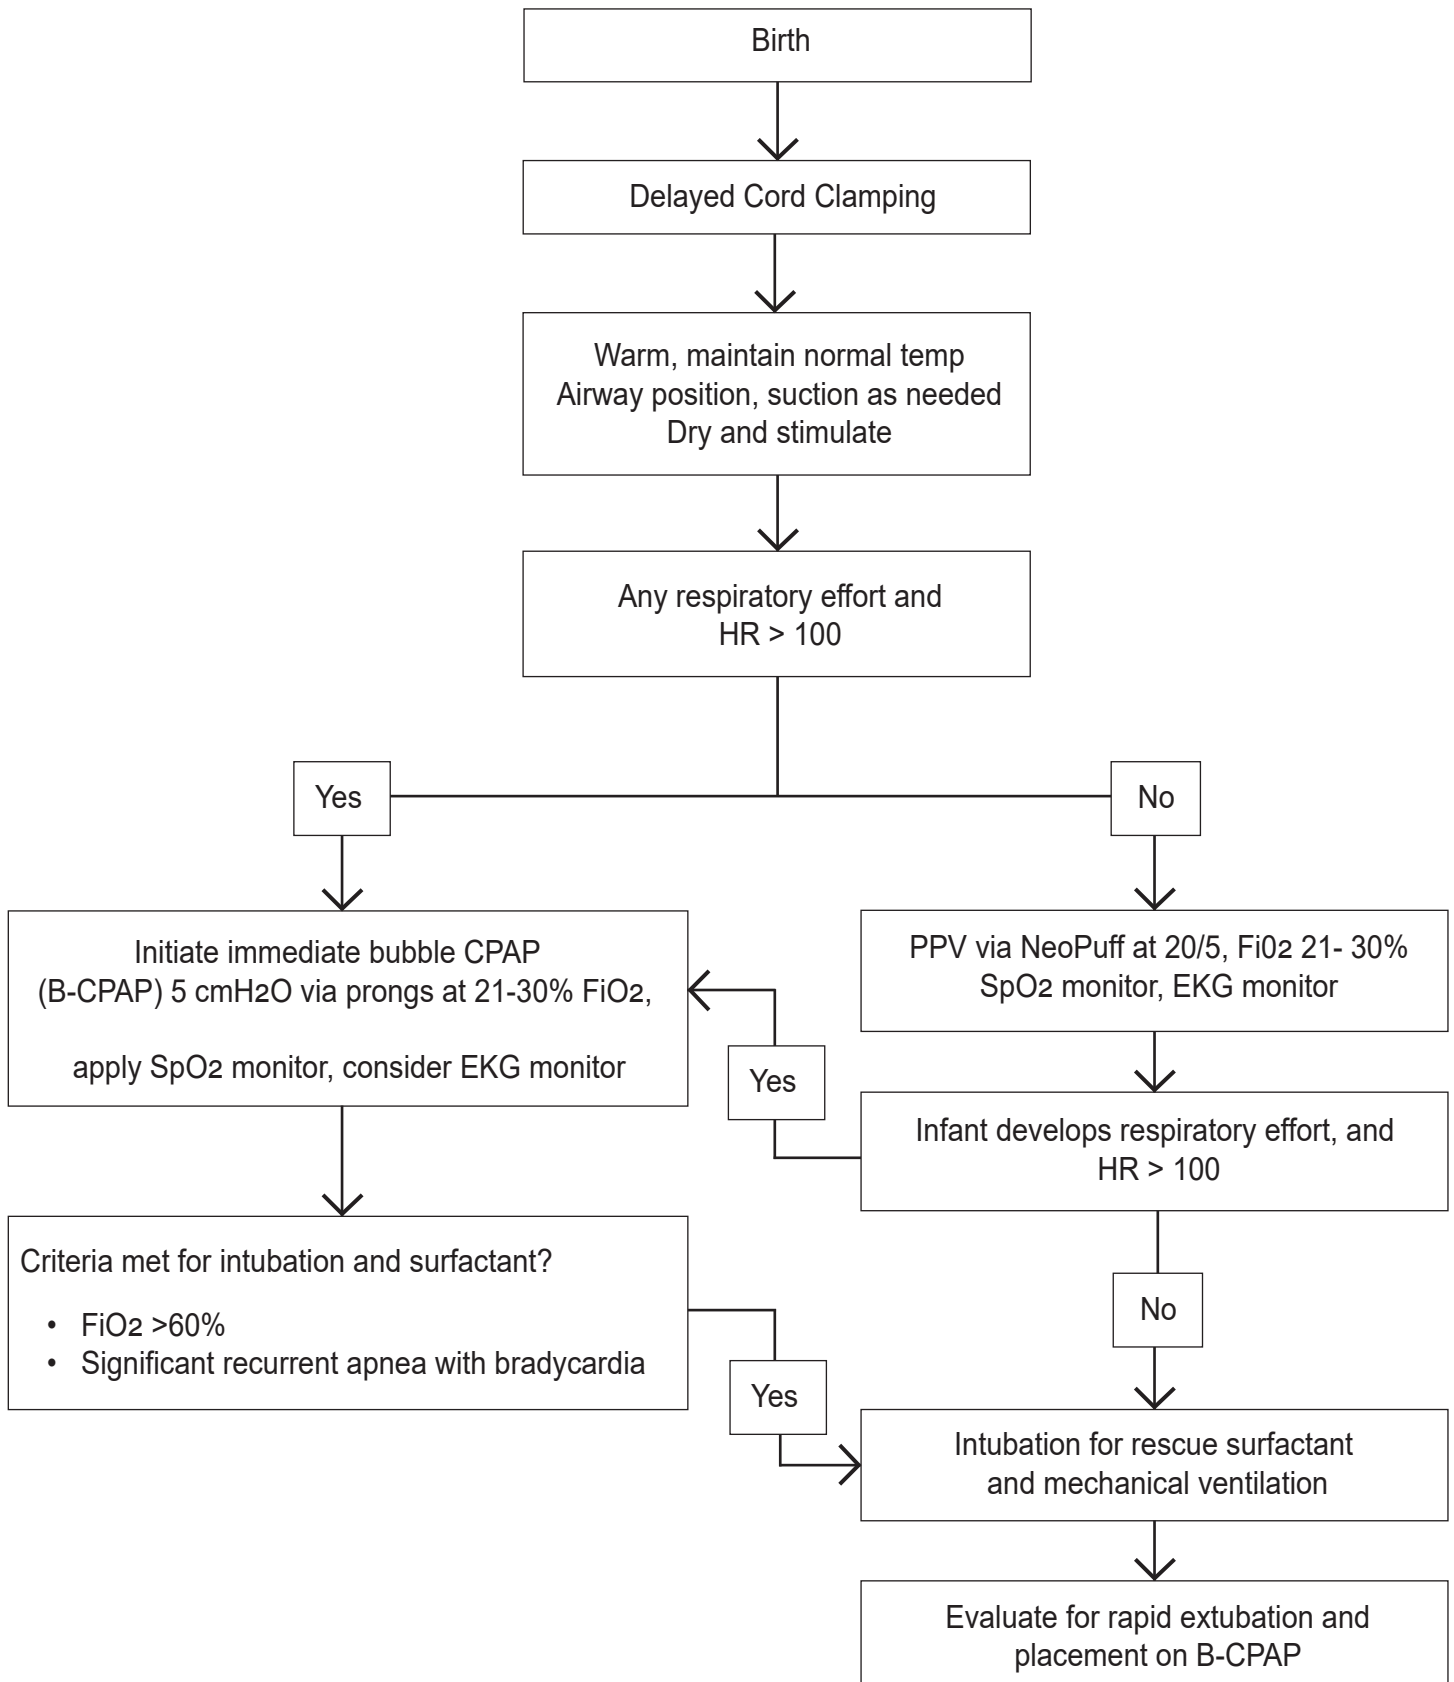 Birth
Delayed Cord Clamping
Warm, maintain normal temp
Airway position, suction as needed
Dry and stimulate
Any respiratory effort and
HR > 100
Yes
No
Initiate immediate bubble CPAP
(B-CPAP) 5 cmH2O via prongs at 21-30% FiO2,
apply SpO2 monitor, consider EKG monitor
PPV via NeoPuff at 20/5, Fi02 21- 30%
SpO2 monitor, EKG monitor
Yes
Infant develops respiratory effort, and
HR > 100
Criteria met for intubation and surfactant?
• FiO2 >60%
• Significant recurrent apnea with bradycardia
No
Yes
Intubation for rescue surfactant
and mechanical ventilation
Evaluate for rapid extubation and
placement on B-CPAP